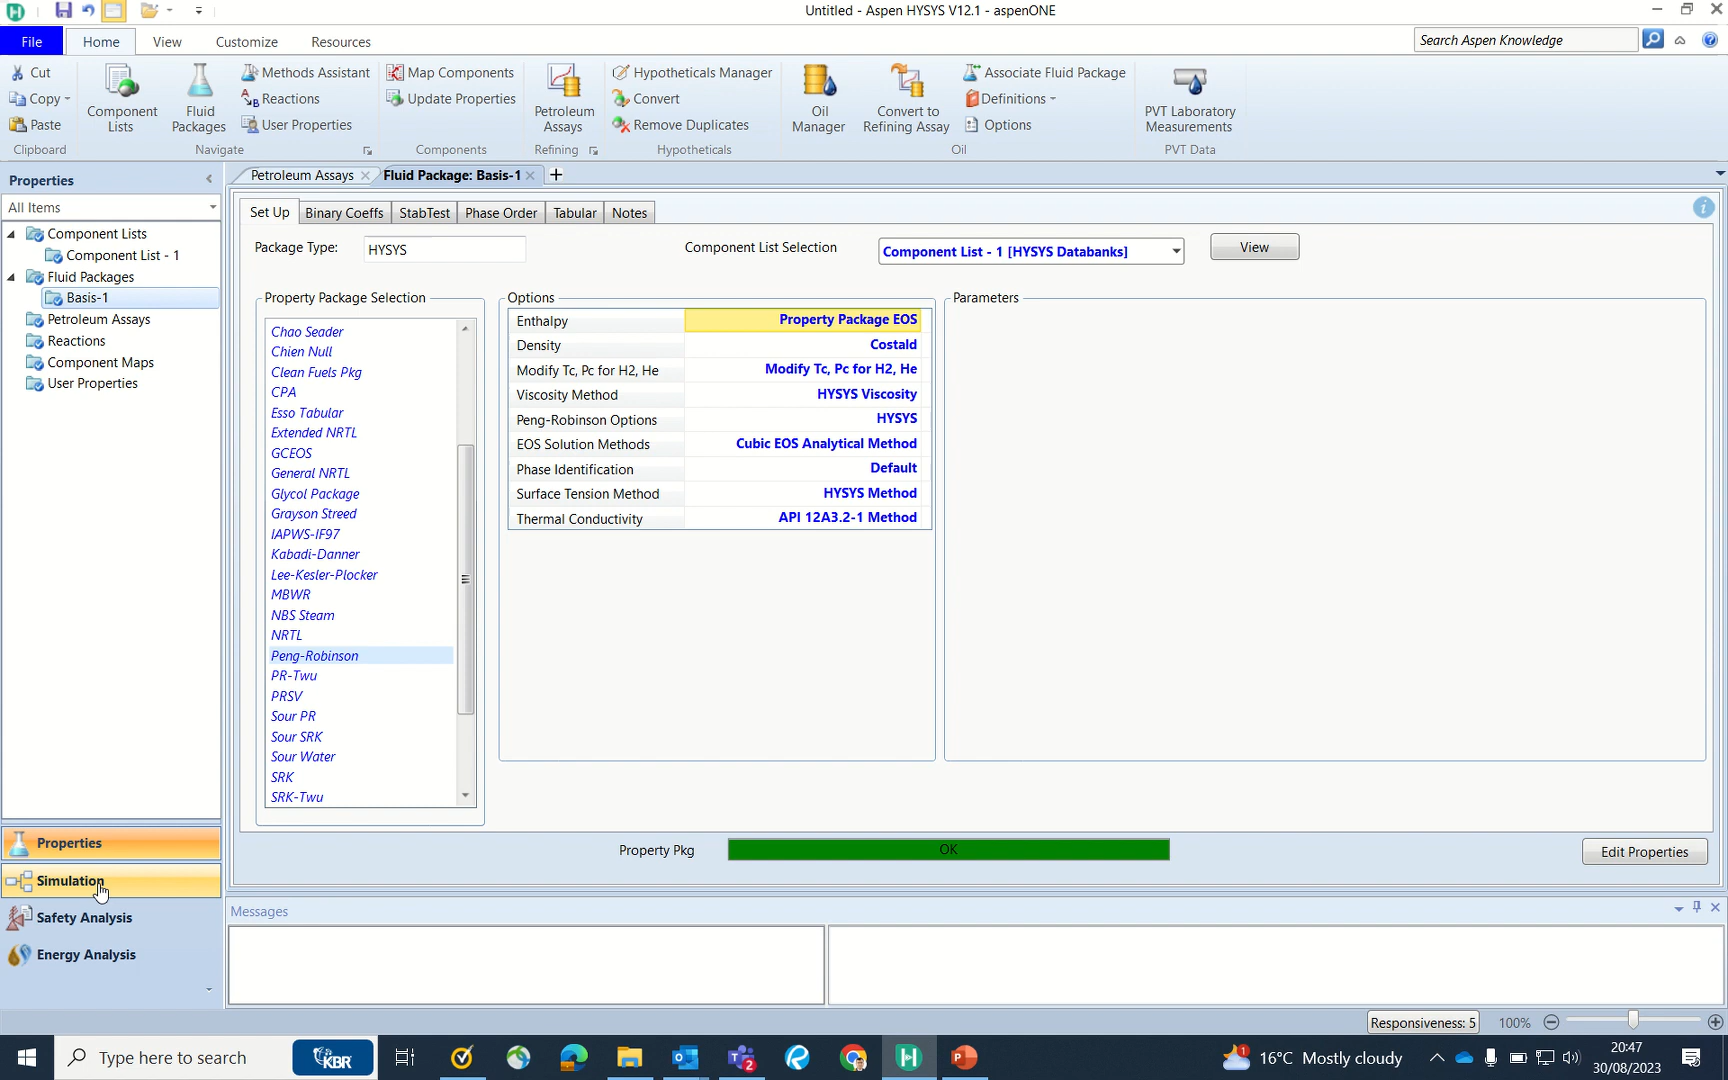 Untitled - Aspen HYSYS V12.1 - aspenONE
File Home View Customize Resources
Search Aspen Knowledge
Cut
Copy
Paste
Clipboard
Component Lists
Fluid Packages
Methods Assistant
Reactions
User Properties
Navigate
Map Components
Update Properties
Components
Petroleum Assays
Refining
Hypotheticals Manager
Convert
Remove Duplicates
Hypotheticals
Oil Manager
Convert to Refining Assay
Associate Fluid Package
Definitions
Options
Oil
PVT Laboratory Measurements
PVT Data
Properties
All Items
Component Lists
Component List - 1
Fluid Packages
Basis-1
Petroleum Assays
Reactions
Component Maps
User Properties
Properties
Simulation
Safety Analysis
Energy Analysis
Petroleum Assays
Fluid Package: Basis-1
Set Up Binary Coeffs StabTest Phase Order Tabular Notes
Package Type: HYSYS
Component List Selection Component List - 1 [HYSYS Databanks] View
Property Package Selection
Chao Seader
Chien Null
Clean Fuels Pkg
CPA
Esso Tabular
Extended NRTL
GCEOS
General NRTL
Glycol Package
Grayson Streed
IAPWS-IF97
Kabadi-Danner
Lee-Kesler-Plocker
MBWR
NBS Steam
NRTL
Peng-Robinson
PR-Twu
PRSV
Sour PR
Sour SRK
Sour Water
SRK
SRK-Twu
Options
Enthalpy Property Package EOS
Density Costald
Modify Tc, Pc for H2, He Modify Tc, Pc for H2, He
Viscosity Method HYSYS Viscosity
Peng-Robinson Options HYSYS
EOS Solution Methods Cubic EOS Analytical Method
Phase Identification Default
Surface Tension Method HYSYS Method
Thermal Conductivity API 12A3.2-1 Method
Parameters
Property Pkg OK Edit Properties
Messages
Responsiveness: 5 100%
Type here to search
KBR
2
1
16°C Mostly cloudy
20:47
30/08/2023